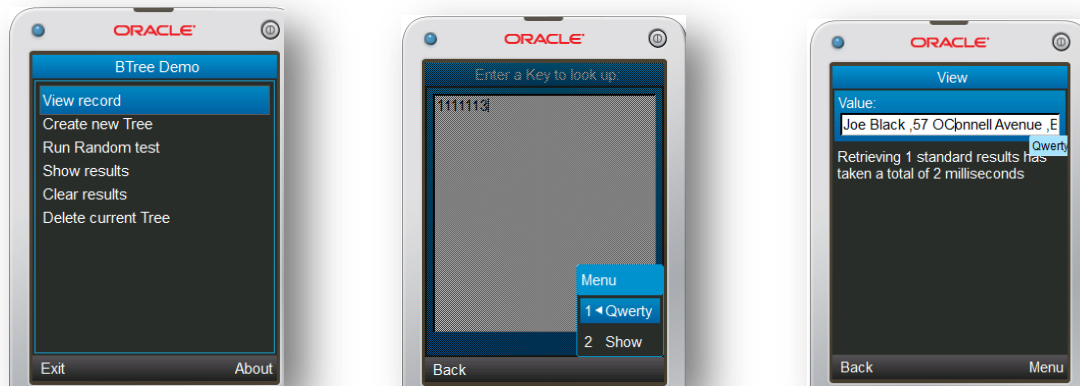 ORACLE
BTree Demo
View record
Create new Tree
Run Random test
Show results
Clear results
Delete current Tree
Exit
About
ORACLE
Enter a Key to look up:
1111113
Menu
1 Qwerty
2 Show
Back
ORACLE
View
Value:
Joe Black ,57 OConnell Avenue ,E
Qwerty
Retrieving 1 standard results has
taken a total of 2 milliseconds
Back
Menu